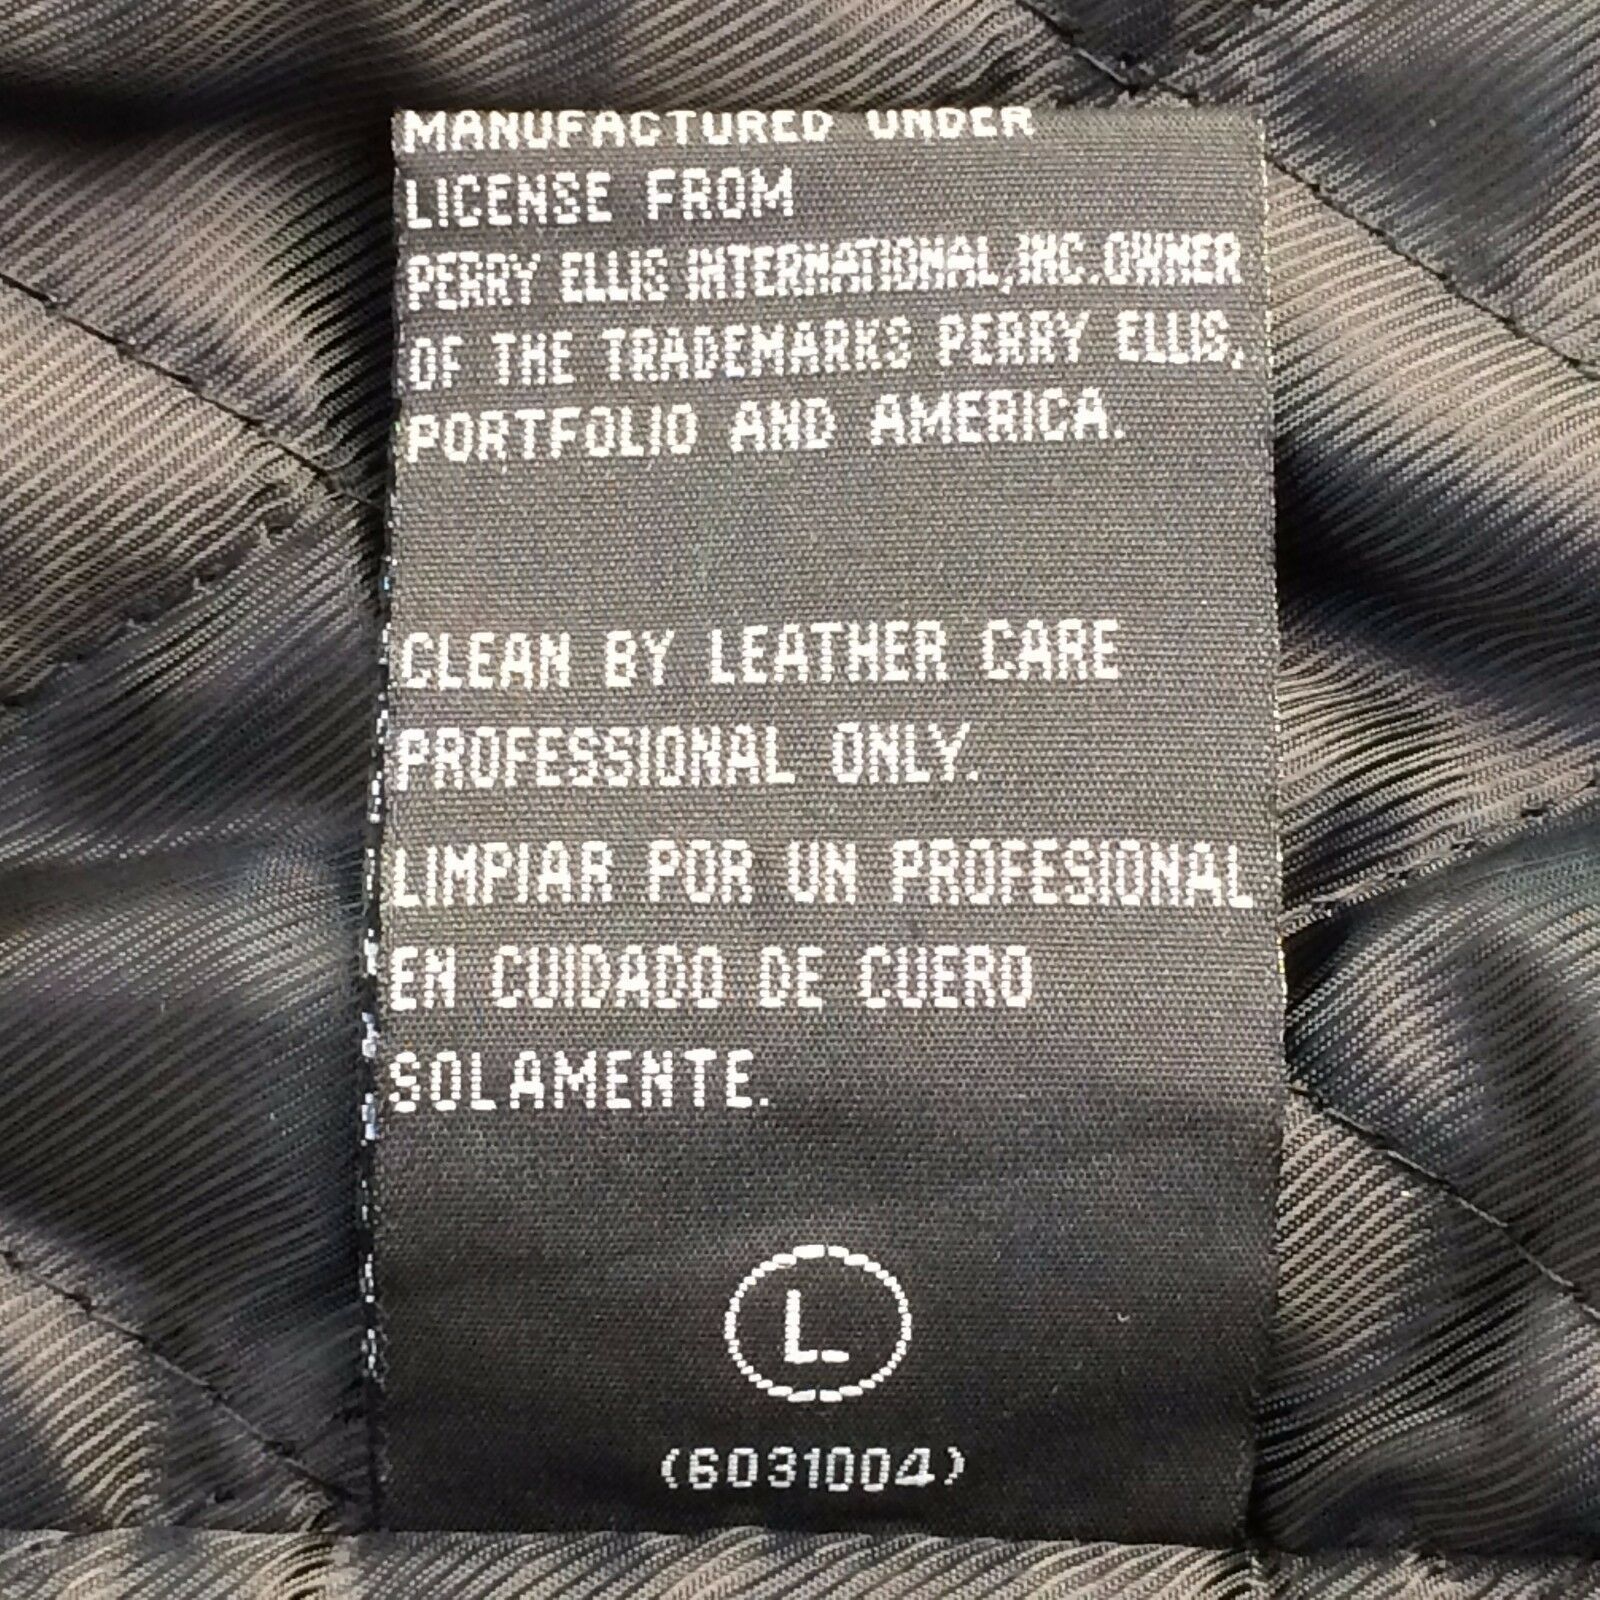 MANUFACTURED UNDER
LICENSE FROM
PERRY ELLIS INTERNATIONAL, INC. OWNER
OF THE TRADEMARKS PERRY ELLIS,
PORTFOLIO AND AMERICA.
CLEAN BY LEATHER CARE
PROFESSIONAL ONLY.
LIMPIAR POR UN PROFESIONAL
EN CUIDADO DE CUERO
SOLAMENTE.
L
(6031004)